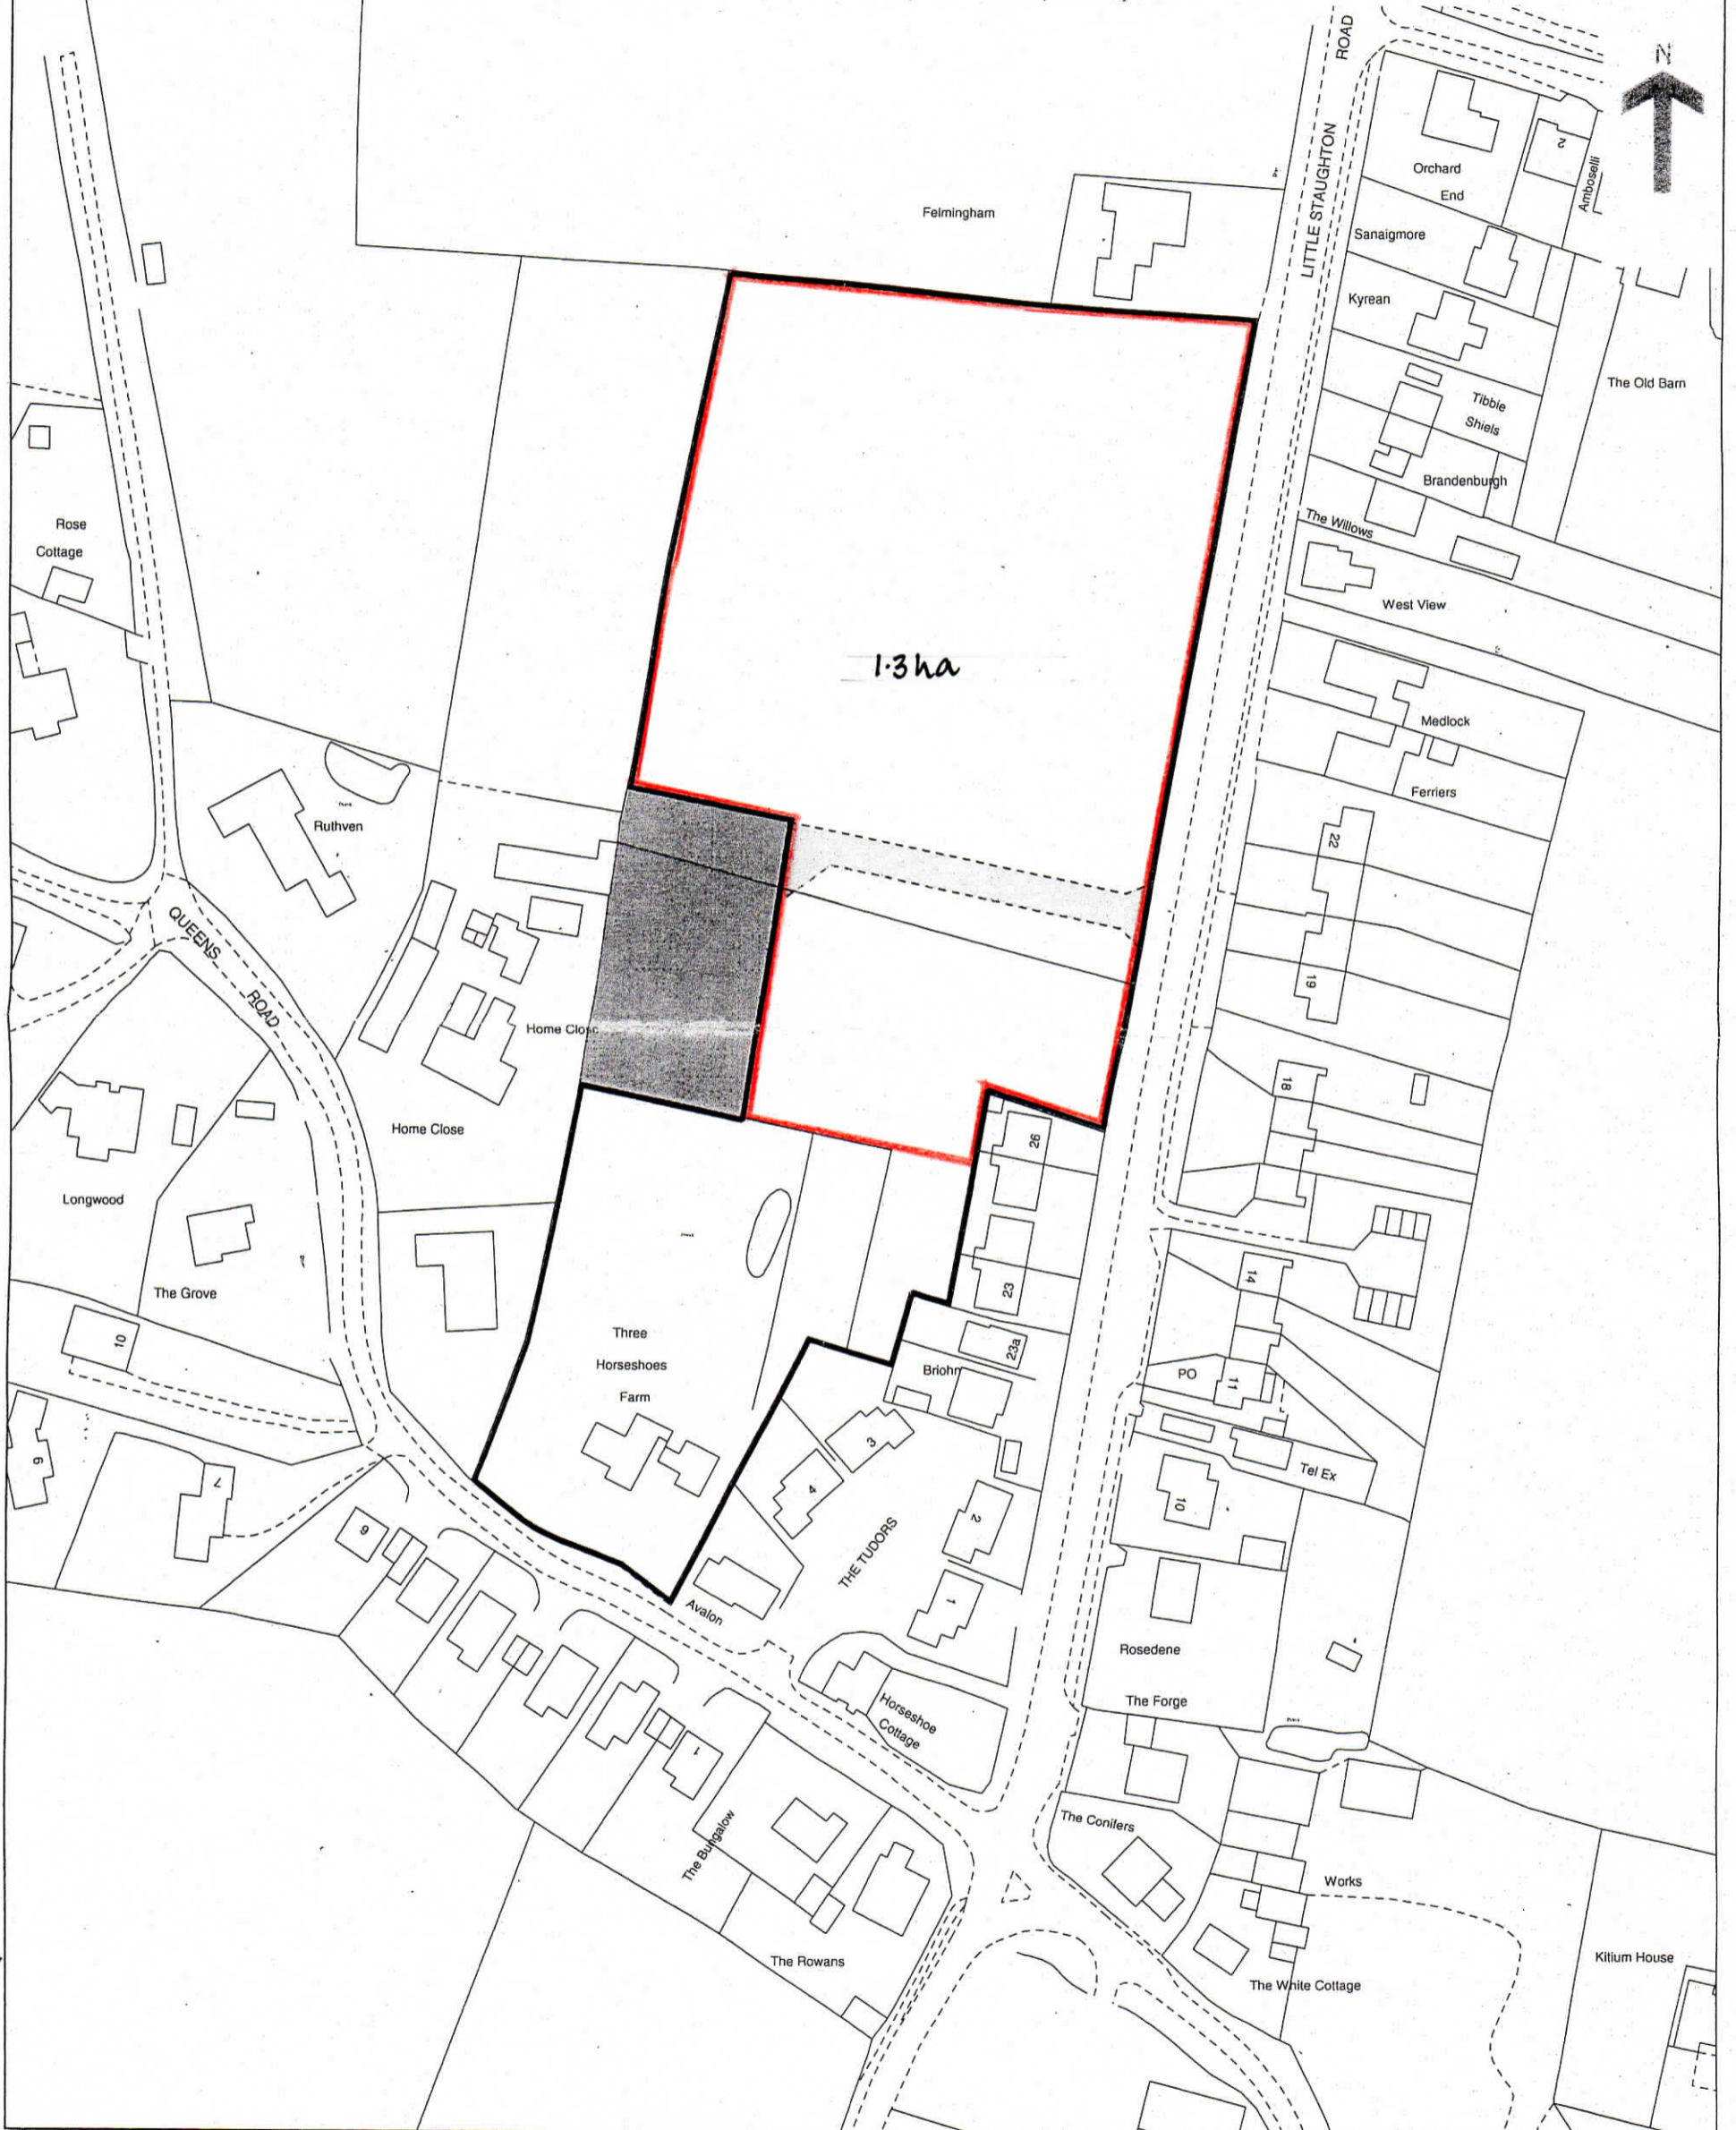 N
ROAD
LITTLE STAUGHTON
Orchard
End
2
Amboselli
Felmingham
Sanaigmore
Kyrean
The Old Barn
Tibbie
Shiels
Brandenburgh
The Willows
Rose
Cottage
West View
1.3ha
Medlock
Ferriers
Ruthven
22
QUEENS
ROAD
19
Home Close
18
Home Close
26
Longwood
The Grove
14
23
10
Three
Horseshoes
Farm
23a
Briohn
PO
11
3
4
Tel Ex
9
7
10
6
2
THE TUDORS
1
Avalon
Rosedene
Horseshoe
Cottage
The Forge
1
The Bungalow
The Conifers
Works
The Rowans
The White Cottage
Kitium House